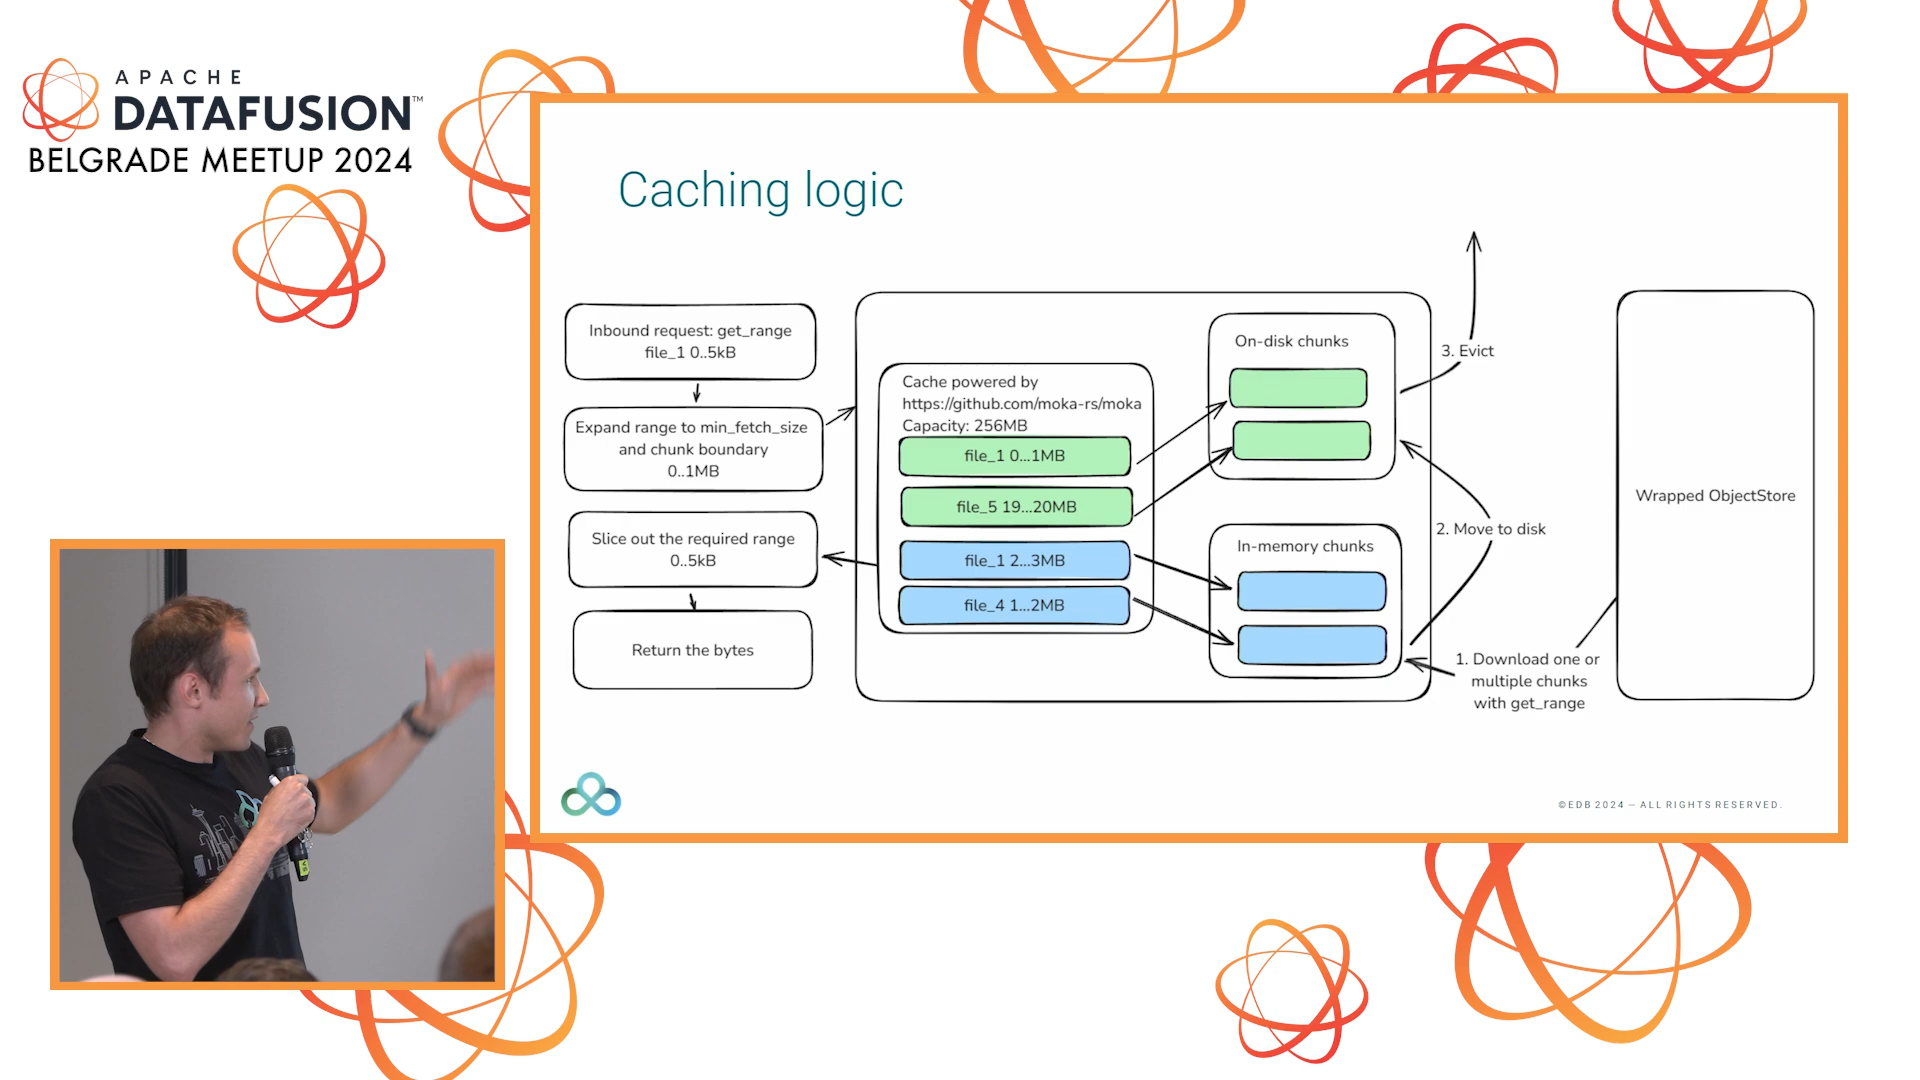 APACHE
DATAFUSION™
BELGRADE MEETUP 2024
Caching logic
Inbound request: get_range
file_1 0..5kB
Expand range to min_fetch_size
and chunk boundary
0..1MB
Slice out the required range
0..5kB
Return the bytes
Cache powered by
https://github.com/moka-rs/moka
Capacity: 256MB
file_1 0...1MB
file_5 19...20MB
file_1 2...3MB
file_4 1...2MB
On-disk chunks
In-memory chunks
3. Evict
2. Move to disk
1. Download one or
multiple chunks
with get_range
Wrapped ObjectStore
©EDB 2024 — ALL RIGHTS RESERVED.